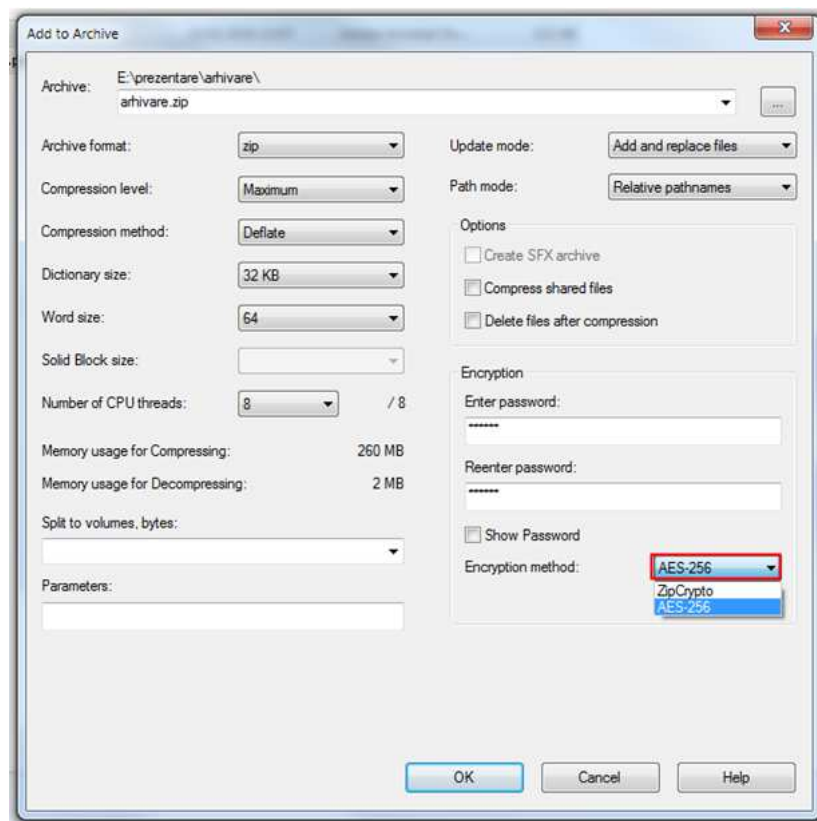 Add to Archive
Archive:
E:\prezentare\arhivare\
arhivare.zip
...
Archive format:
zip
Compression level:
Maximum
Compression method:
Deflate
Dictionary size:
32 KB
Word size:
64
Solid Block size:
Number of CPU threads:
8
/ 8
Memory usage for Compressing:
260 MB
Memory usage for Decompressing:
2 MB
Split to volumes, bytes:
Parameters:
Update mode:
Add and replace files
Path mode:
Relative pathnames
Options
Create SFX archive
Compress shared files
Delete files after compression
Encryption
Enter password:
******
Reenter password:
******
Show Password
Encryption method:
AES-256
ZipCrypto
AES-256
OK
Cancel
Help